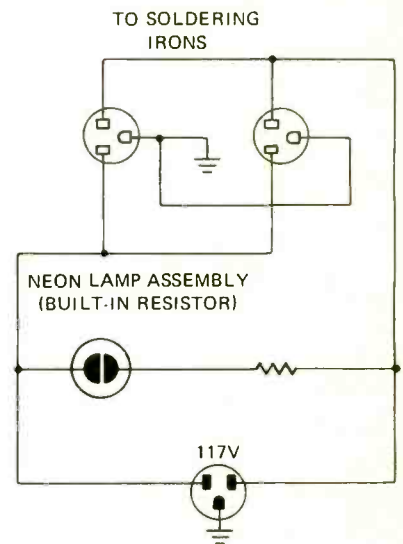 TO SOLDERING
IRONS
NEON LAMP ASSEMBLY
(BUILT-IN RESISTOR)
117V